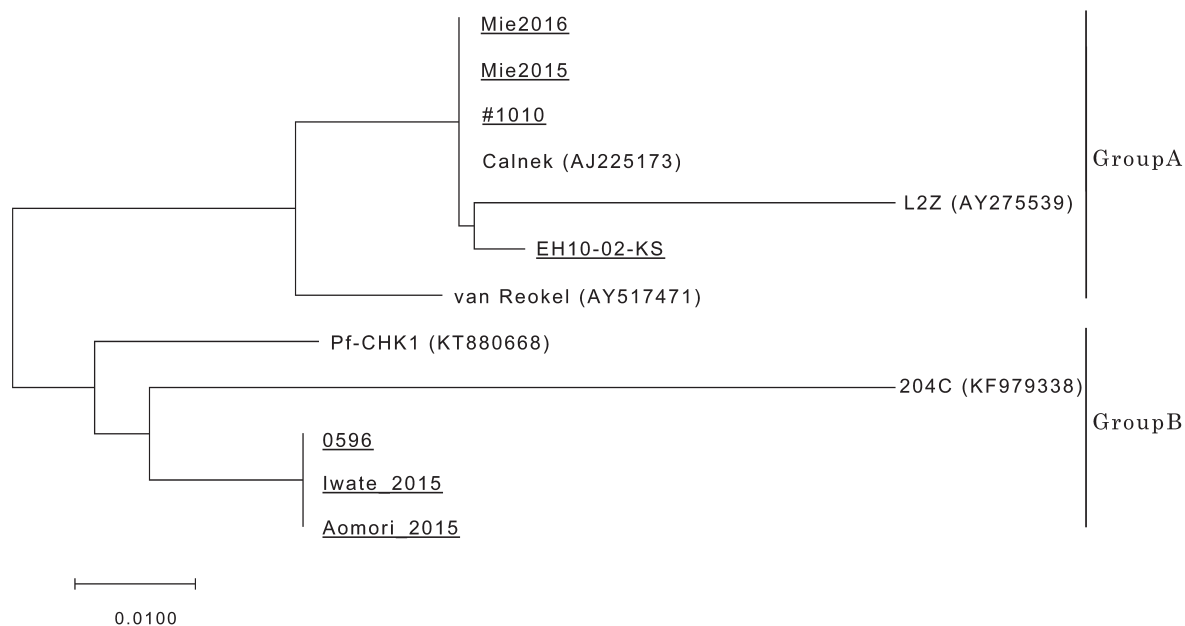 Mie2016
Mie2015
#1010
Calnek (AJ225173)
GroupA
L2Z (AY275539)
EH10-02-KS
van Reokel (AY517471)
Pf-CHK1 (KT880668)
204C (KF979338)
GroupB
0596
Iwate_2015
Aomori_2015
0.0100